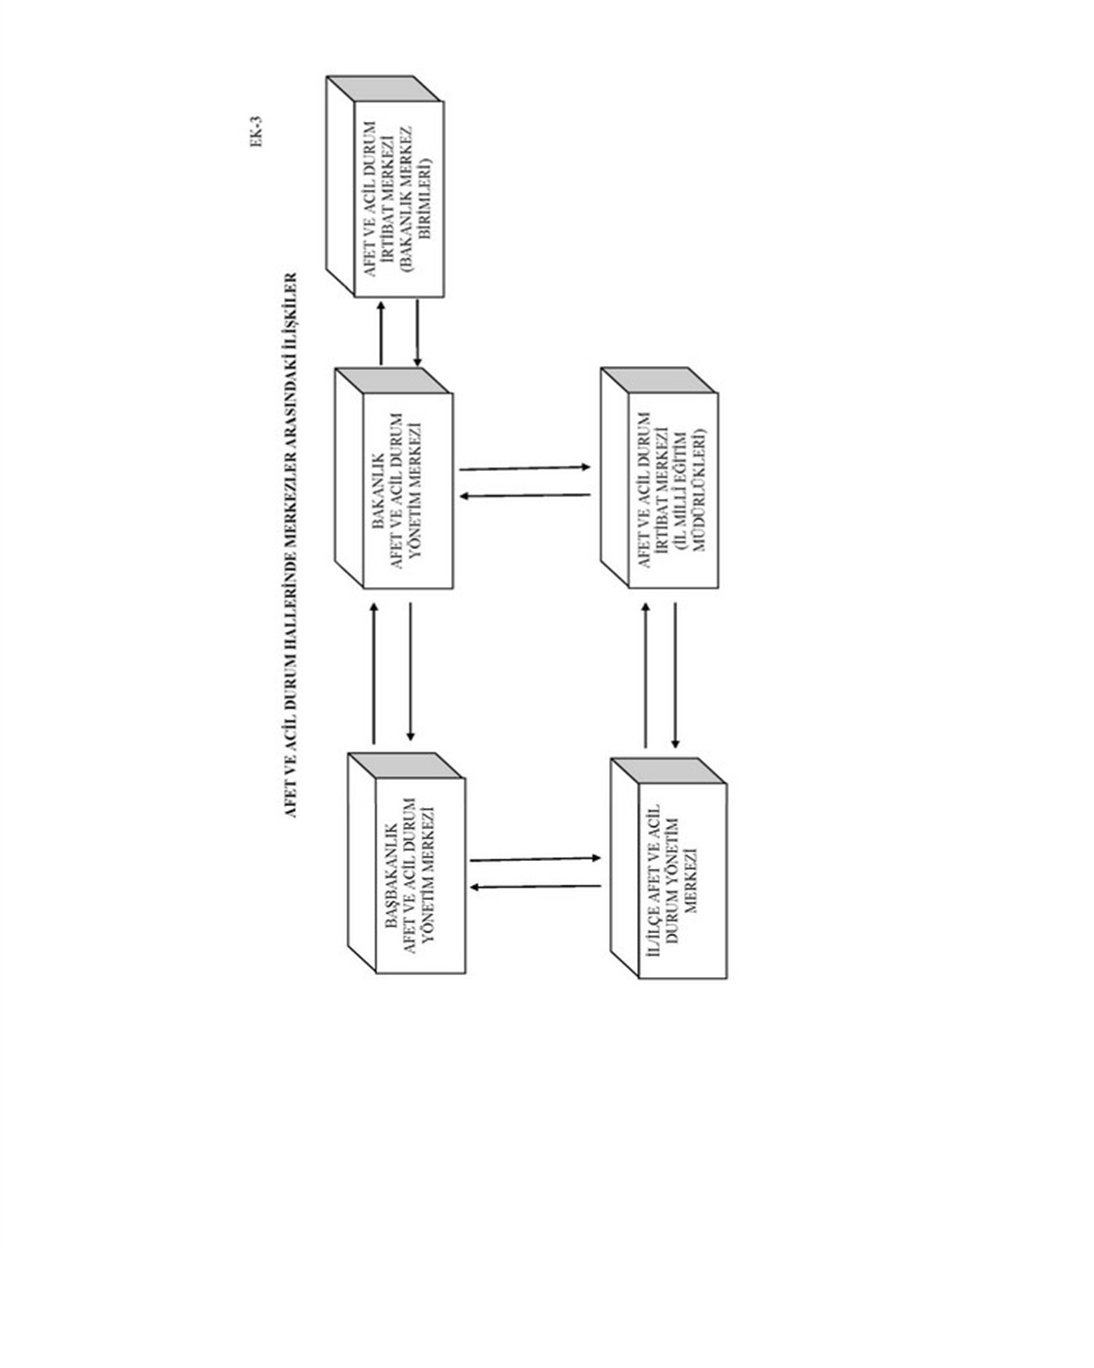 EK-3
AFET VE ACİL DURUM HALLERİNDE MERKEZLER ARASINDAKİ İLİŞKİLER
BAŞBAKANLIK
AFET VE ACİL DURUM
YÖNETİM MERKEZİ
BAKANLIK
AFET VE ACİL DURUM
YÖNETİM MERKEZİ
AFET VE ACİL DURUM
İRTİBAT MERKEZİ
(BAKANLIK MERKEZ
BİRİMLERİ)
İL/İLÇE AFET VE ACİL
DURUM YÖNETİM
MERKEZİ
AFET VE ACİL DURUM
İRTİBAT MERKEZİ
(İL MİLLİ EĞİTİM
MÜDÜRLÜKLERİ)